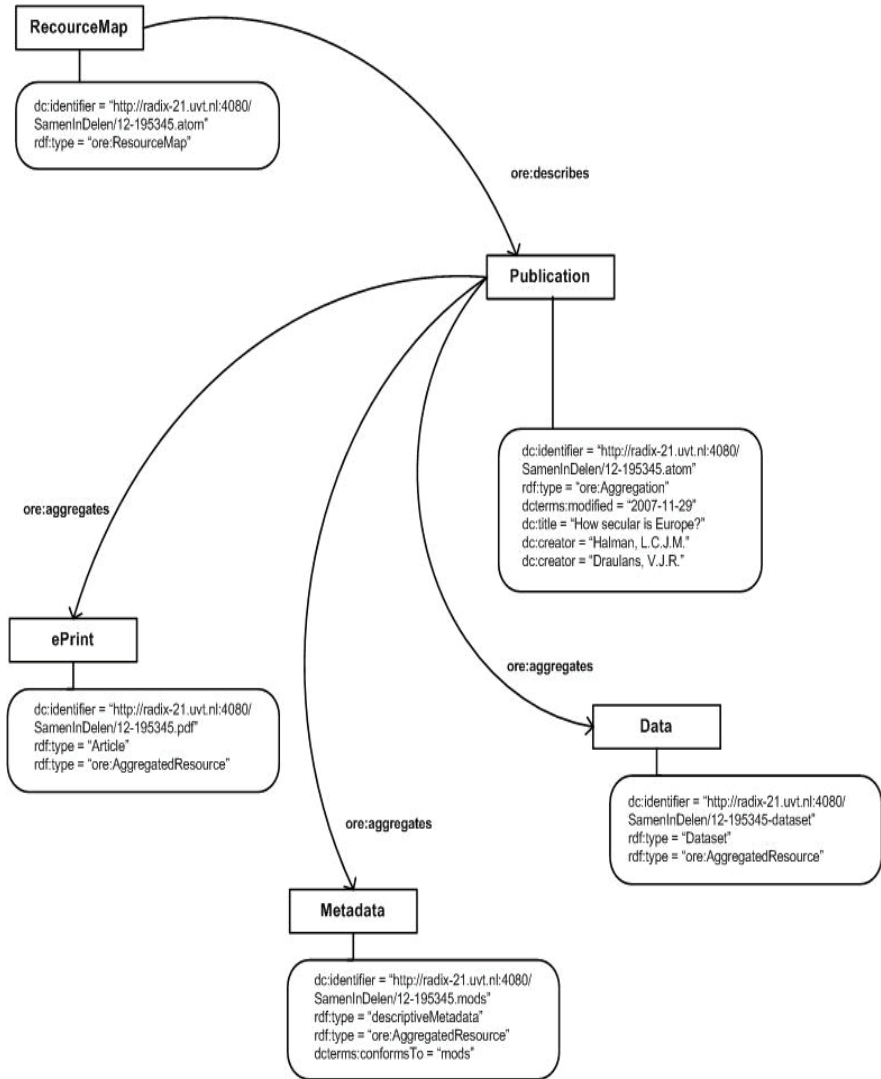 RecourceMap
dc:identifier = “http://radix-21.uvt.nl:4080/
SamenInDelen/12-195345.atom”
rdf:type = “ore:ResourceMap”
ore:describes
Publication
dc:identifier = “http://radix-21.uvt.nl:4080/
SamenInDelen/12-195345.atom”
rdf:type = “ore:Aggregation”
dcterms:modified = “2007-11-29”
dc:title = “How secular is Europe?”
dc:creator = “Halman, L.C.J.M.”
dc:creator = “Draulans, V.J.R.”
ore:aggregates
ePrint
dc:identifier = “http://radix-21.uvt.nl:4080/
SamenInDelen/12-195345.pdf”
rdf:type = “Article”
rdf:type = “ore:AggregatedResource”
ore:aggregates
Data
dc:identifier = “http://radix-21.uvt.nl:4080/
SamenInDelen/12-195345-dataset”
rdf:type = “Dataset”
rdf:type = “ore:AggregatedResource”
ore:aggregates
Metadata
dc:identifier = “http://radix-21.uvt.nl:4080/
SamenInDelen/12-195345.mods”
rdf:type = “descriptiveMetadata”
rdf:type = “ore:AggregatedResource”
dcterms:conformsTo = “mods”